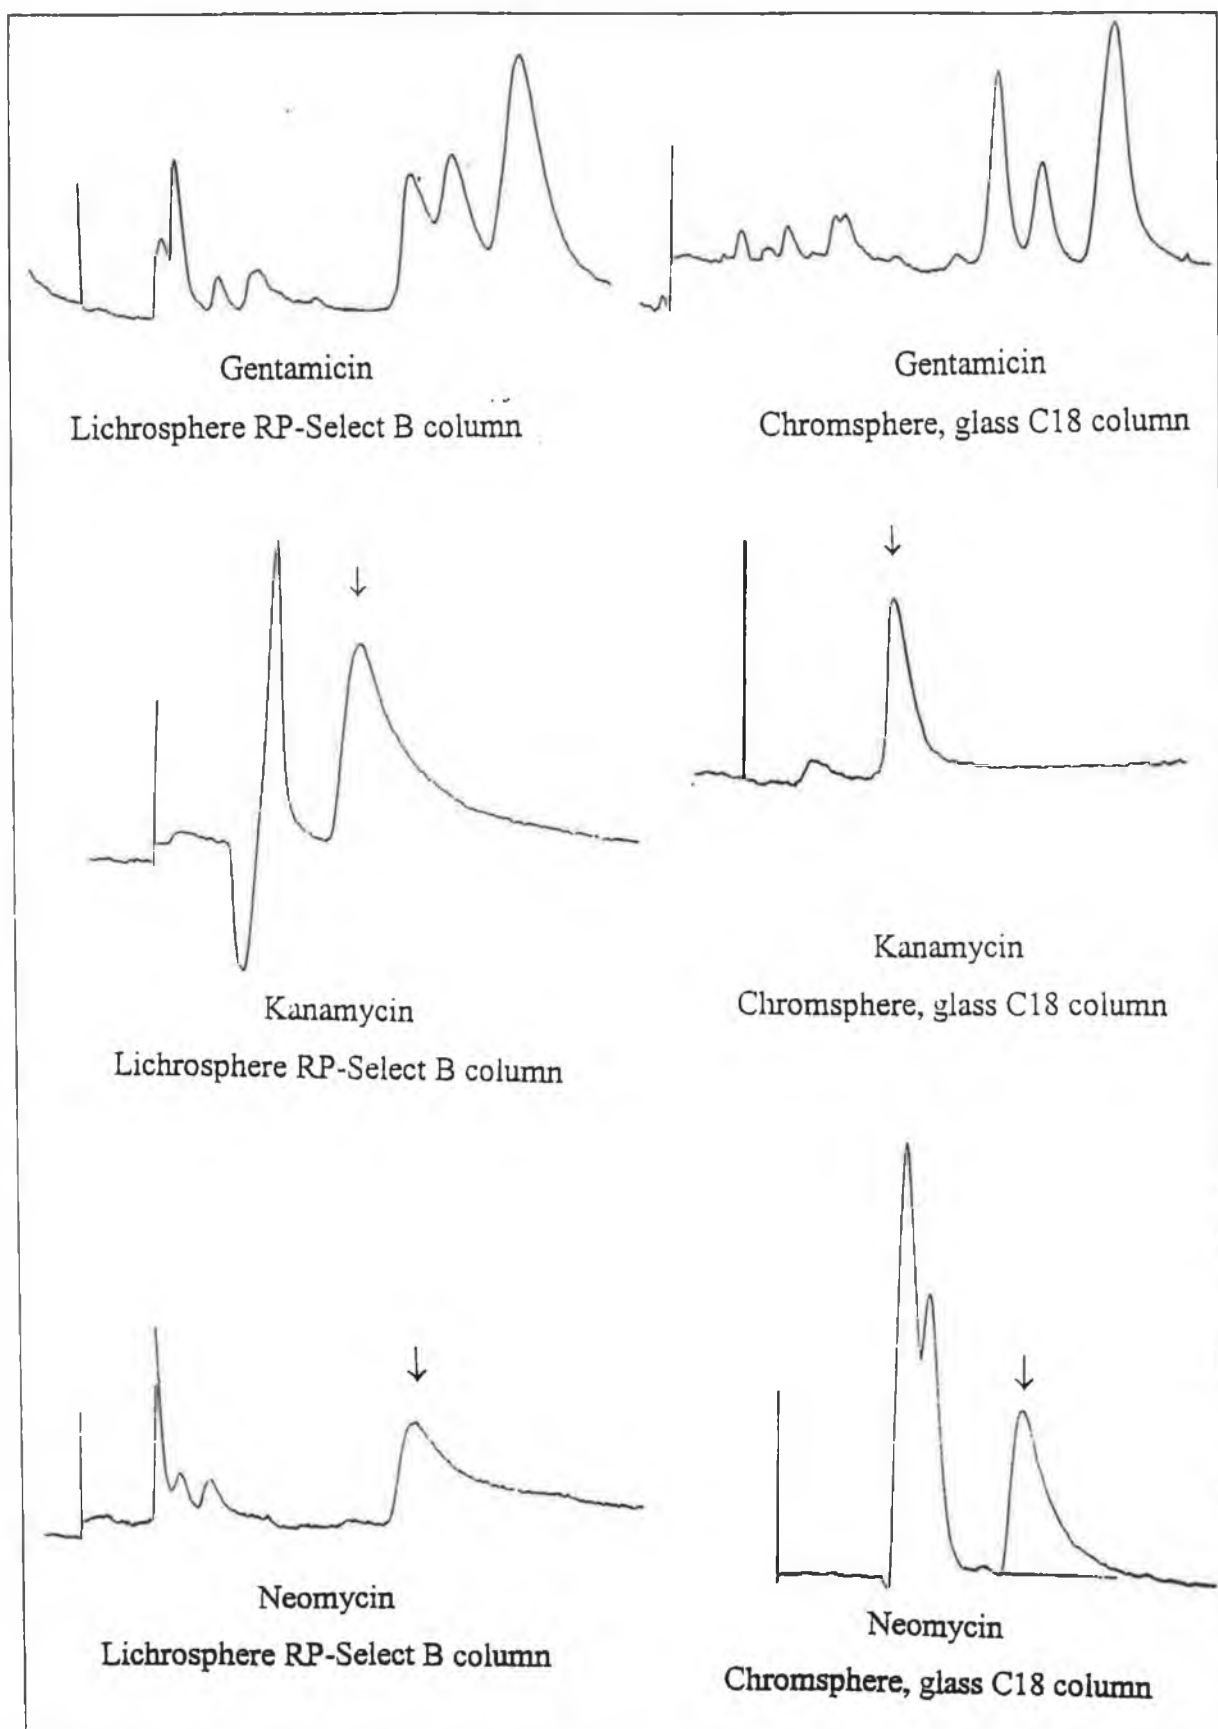 Gentamicin
Lichrosphere RP-Select B column
Gentamicin
Chromsphere, glass C18 column
↓
Kanamycin
Lichrosphere RP-Select B column
↓
Kanamycin
Chromsphere, glass C18 column
↓
Neomycin
Lichrosphere RP-Select B column
↓
Neomycin
Chromsphere, glass C18 column